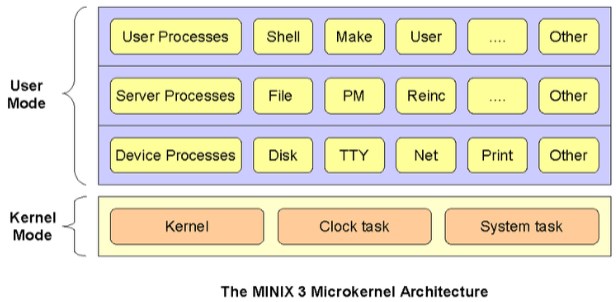 User Processes Shell Make User .... Other
User
Mode
Server Processes File PM Reinc .... Other
Device Processes Disk TTY Net Print Other
Kernel
Mode
Kernel Clock task System task
The MINIX 3 Microkernel Architecture